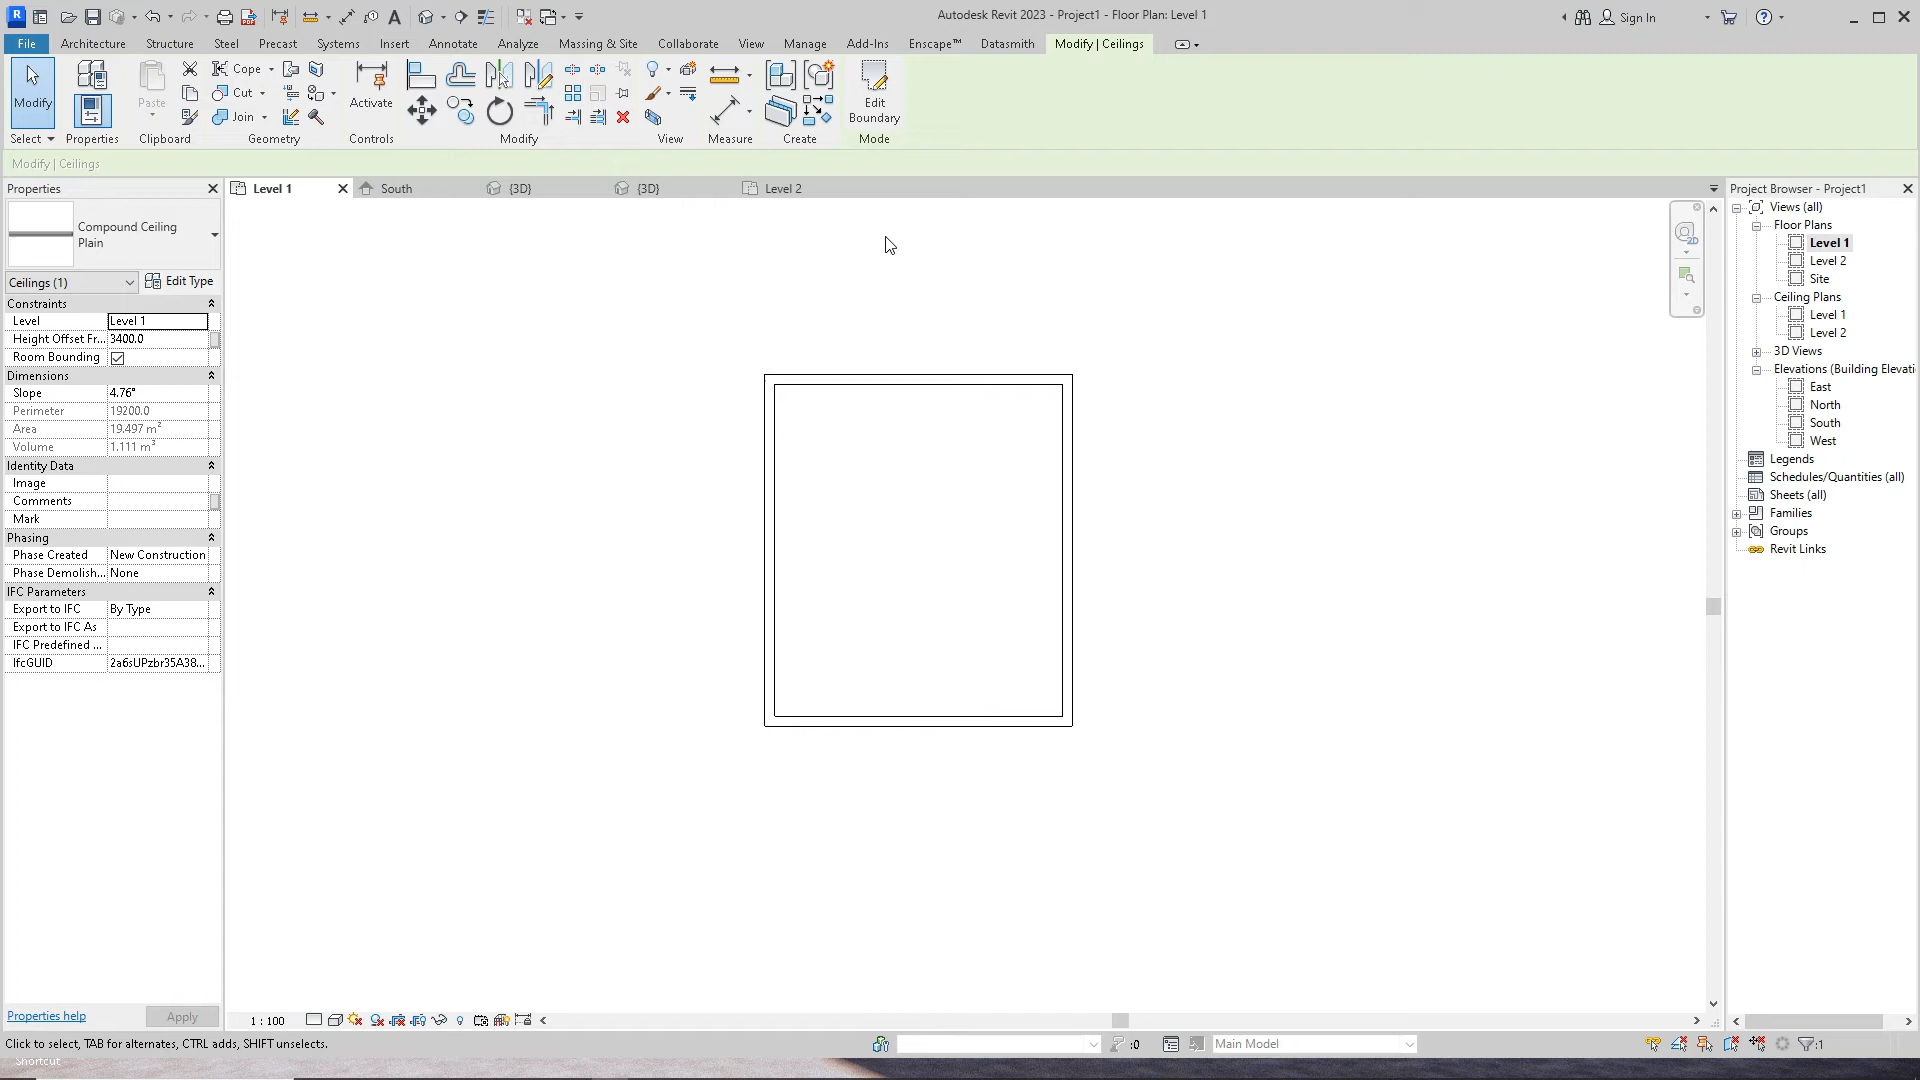 Autodesk Revit 2023 - Project1 - Floor Plan: Level 1
Sign In
File Architecture Structure Steel Precast Systems Insert Annotate Analyze Massing & Site Collaborate View Manage Add-Ins Enscape™ Datasmith Modify | Ceilings
Modify
Paste
Cope
Cut
Join
Activate
Edit
Boundary
Select Properties Clipboard Geometry Controls Modify View Measure Create Mode
Modify | Ceilings
Properties
Level 1 South {3D} {3D} Level 2
Project Browser - Project1
Compound Ceiling
Plain
Ceilings (1) Edit Type
Constraints
Level Level 1
Height Offset Fr... 3400.0
Room Bounding
Dimensions
Slope 4.76°
Perimeter 19200.0
Area 19.497 m²
Volume 1.111 m³
Identity Data
Image
Comments
Mark
Phasing
Phase Created New Construction
Phase Demolish... None
IFC Parameters
Export to IFC By Type
Export to IFC As
IFC Predefined ...
IfcGUID 2a6sUPzbr35A38...
Properties help Apply
2D
Views (all)
Floor Plans
Level 1
Level 2
Site
Ceiling Plans
Level 1
Level 2
3D Views
Elevations (Building Elevati
East
North
South
West
Legends
Schedules/Quantities (all)
Sheets (all)
Families
Groups
Revit Links
1 : 100
Click to select, TAB for alternates, CTRL adds, SHIFT unselects.
:0
Main Model
:1
Shortcut